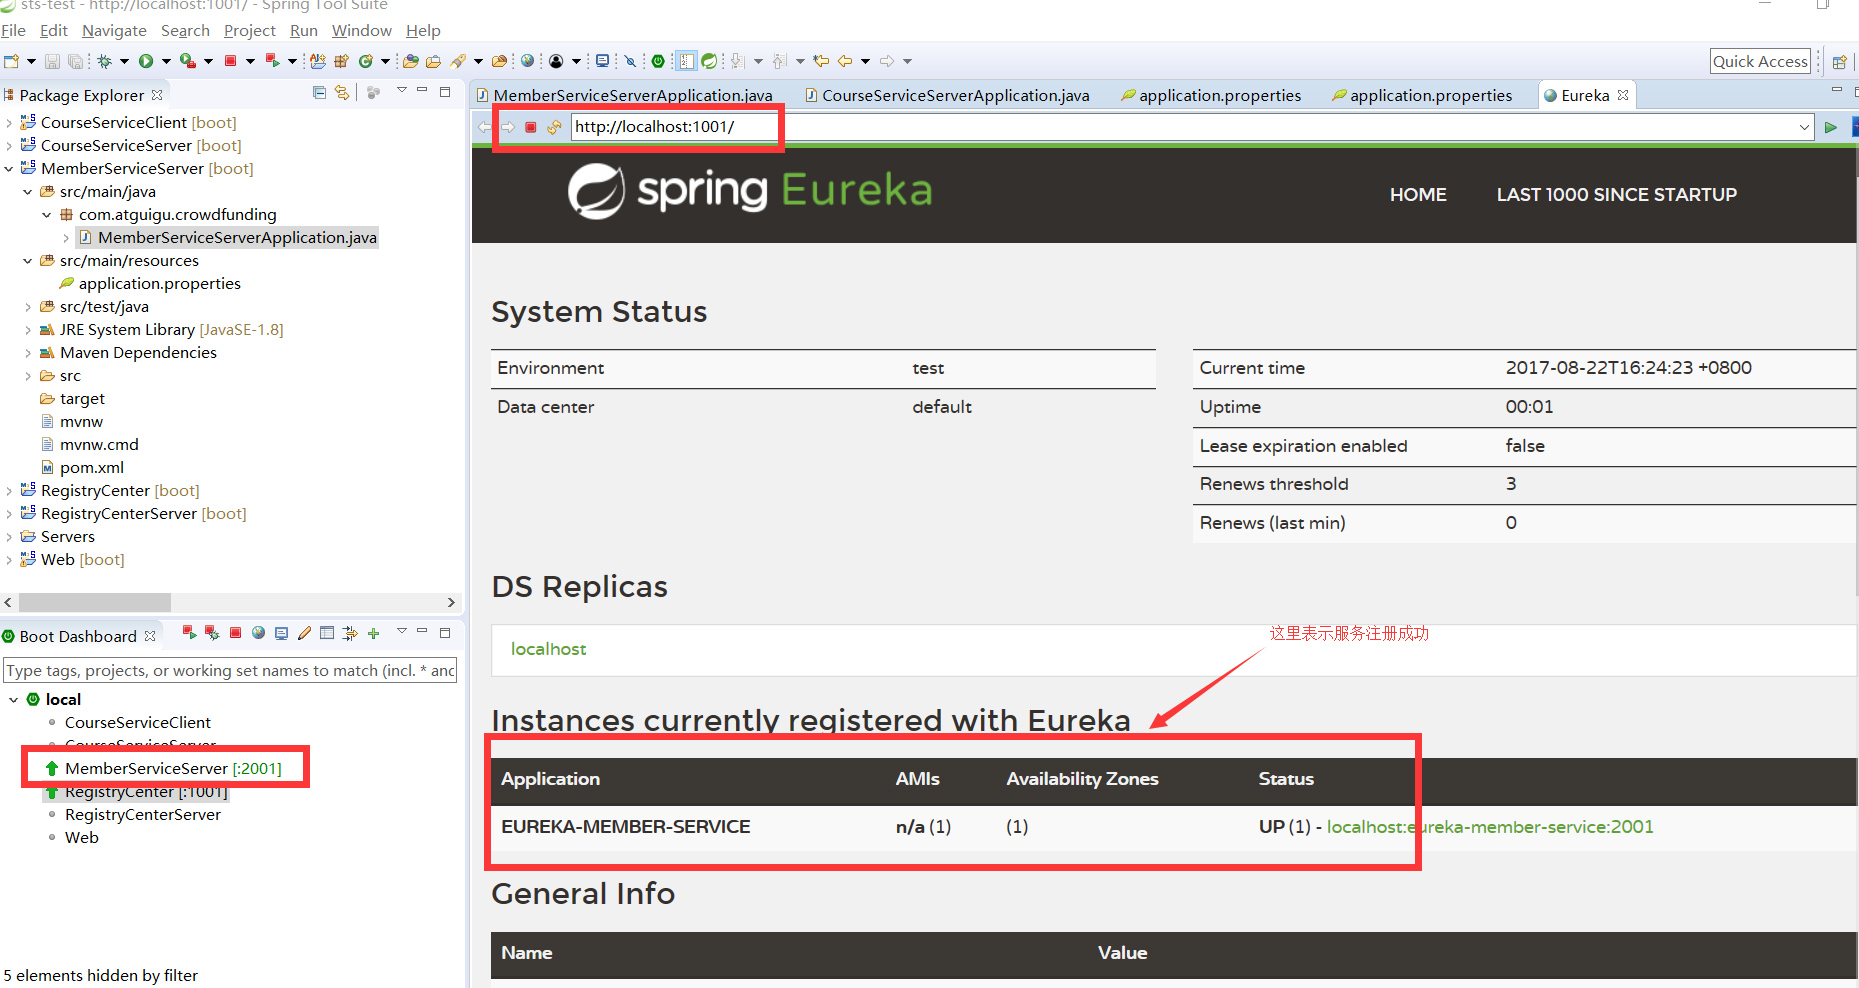 sts-test - http://localhost:1001/ - Spring Tool Suite
File Edit Navigate Search Project Run Window Help
Quick Access
Package Explorer
CourseServiceClient [boot]
CourseServiceServer [boot]
MemberServiceServer [boot]
src/main/java
com.atguigu.crowdfunding
MemberServiceServerApplication.java
src/main/resources
application.properties
src/test/java
JRE System Library [JavaSE-1.8]
Maven Dependencies
src
target
mvnw
mvnw.cmd
pom.xml
RegistryCenter [boot]
RegistryCenterServer [boot]
Servers
Web [boot]
Boot Dashboard
Type tags, projects, or working set names to match (incl. * and
local
CourseServiceClient
CourseServiceServer
MemberServiceServer [:2001]
RegistryCenter [:1001]
RegistryCenterServer
Web
5 elements hidden by filter
MemberServiceServerApplication.java CourseServiceServerApplication.java application.properties application.properties Eureka
http://localhost:1001/
spring Eureka
HOME LAST 1000 SINCE STARTUP
System Status
Environment test
Data center default
Current time 2017-08-22T16:24:23 +0800
Uptime 00:01
Lease expiration enabled false
Renews threshold 3
Renews (last min) 0
DS Replicas
localhost
这里表示服务注册成功
Instances currently registered with Eureka
Application AMIs Availability Zones Status
EUREKA-MEMBER-SERVICE n/a (1) (1) UP (1) - localhost:eureka-member-service:2001
General Info
Name Value